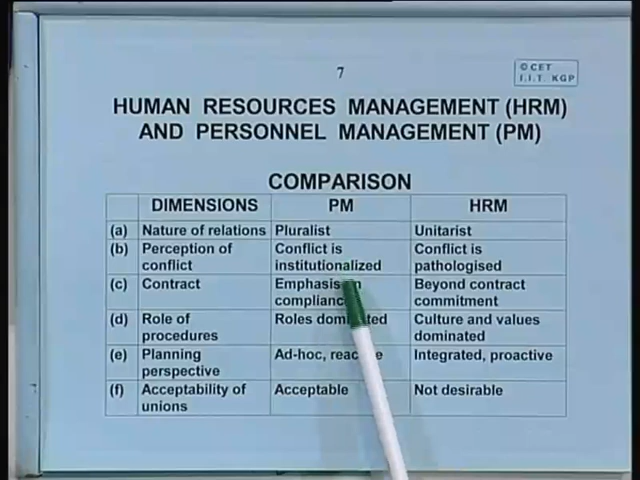 7
© CET
I.I.T. KGP
HUMAN RESOURCES MANAGEMENT (HRM)
AND PERSONNEL MANAGEMENT (PM)
COMPARISON
DIMENSIONS PM HRM
(a) Nature of relations Pluralist Unitarist
(b) Perception of Conflict is Conflict is
conflict institutionalized pathologised
(c) Contract Emphasis Beyond contract
compliance commitment
(d) Role of Roles Culture and values
procedures dominated
(e) Planning Ad-hoc, Integrated, proactive
perspective
(f) Acceptability of Acceptable Not desirable
unions